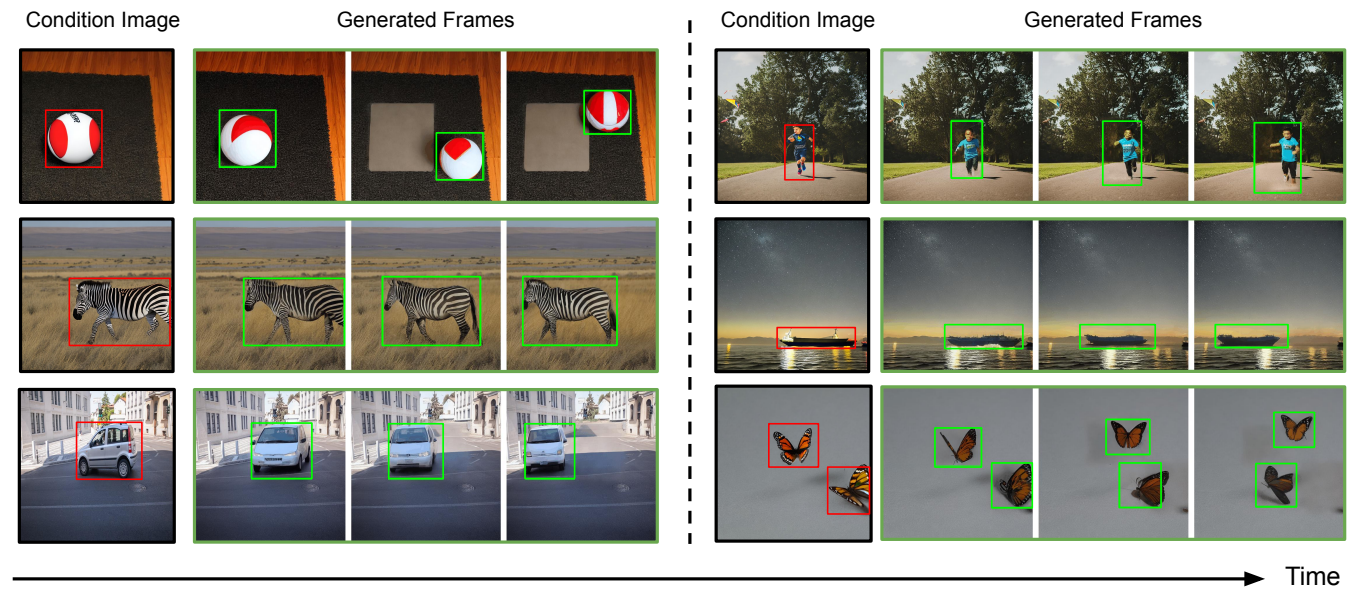 Condition Image
Generated Frames
Condition Image
Generated Frames
Time